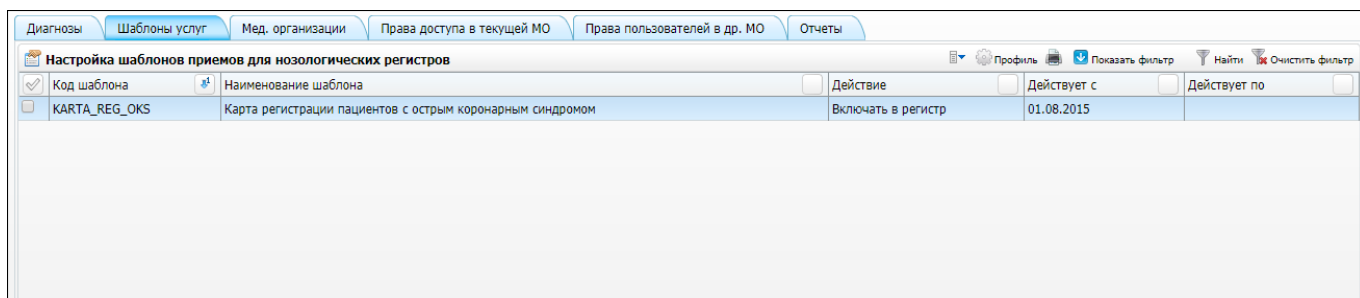 Диагнозы Шаблоны услуг Мед. организации Права доступа в текущей МО Права пользователей в др. МО Отчеты
Настройка шаблонов приемов для нозологических регистров Профиль Показать фильтр Найти Очистить фильтр
Код шаблона 1 Наименование шаблона Действие Действует с Действует по
KARTA_REG_OKS Карта регистрации пациентов с острым коронарным синдромом Включать в регистр 01.08.2015